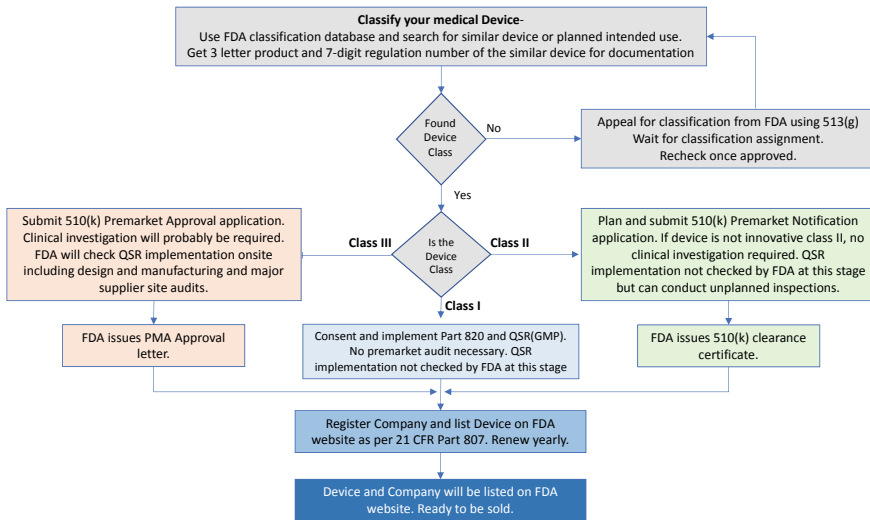 Classify your medical Device-
Use FDA classification database and search for similar device or planned intended use.
Get 3 letter product and 7-digit regulation number of the similar device for documentation
Found
Device
Class
No
Appeal for classification from FDA using 513(g)
Wait for classification assignment.
Recheck once approved.
Yes
Submit 510(k) Premarket Approval application.
Clinical investigation will probably be required.
FDA will check QSR implementation onsite
including design and manufacturing and major
supplier site audits.
Class III
Is the
Device
Class
Class II
Plan and submit 510(k) Premarket Notification
application. If device is not innovative class II, no
clinical investigation required. QSR
implementation not checked by FDA at this stage
but can conduct unplanned inspections.
Class I
FDA issues PMA Approval
letter.
Consent and implement Part 820 and QSR(GMP).
No premarket audit necessary. QSR
implementation not checked by FDA at this stage
FDA issues 510(k) clearance
certificate.
Register Company and list Device on FDA
website as per 21 CFR Part 807. Renew yearly.
Device and Company will be listed on FDA
website. Ready to be sold.